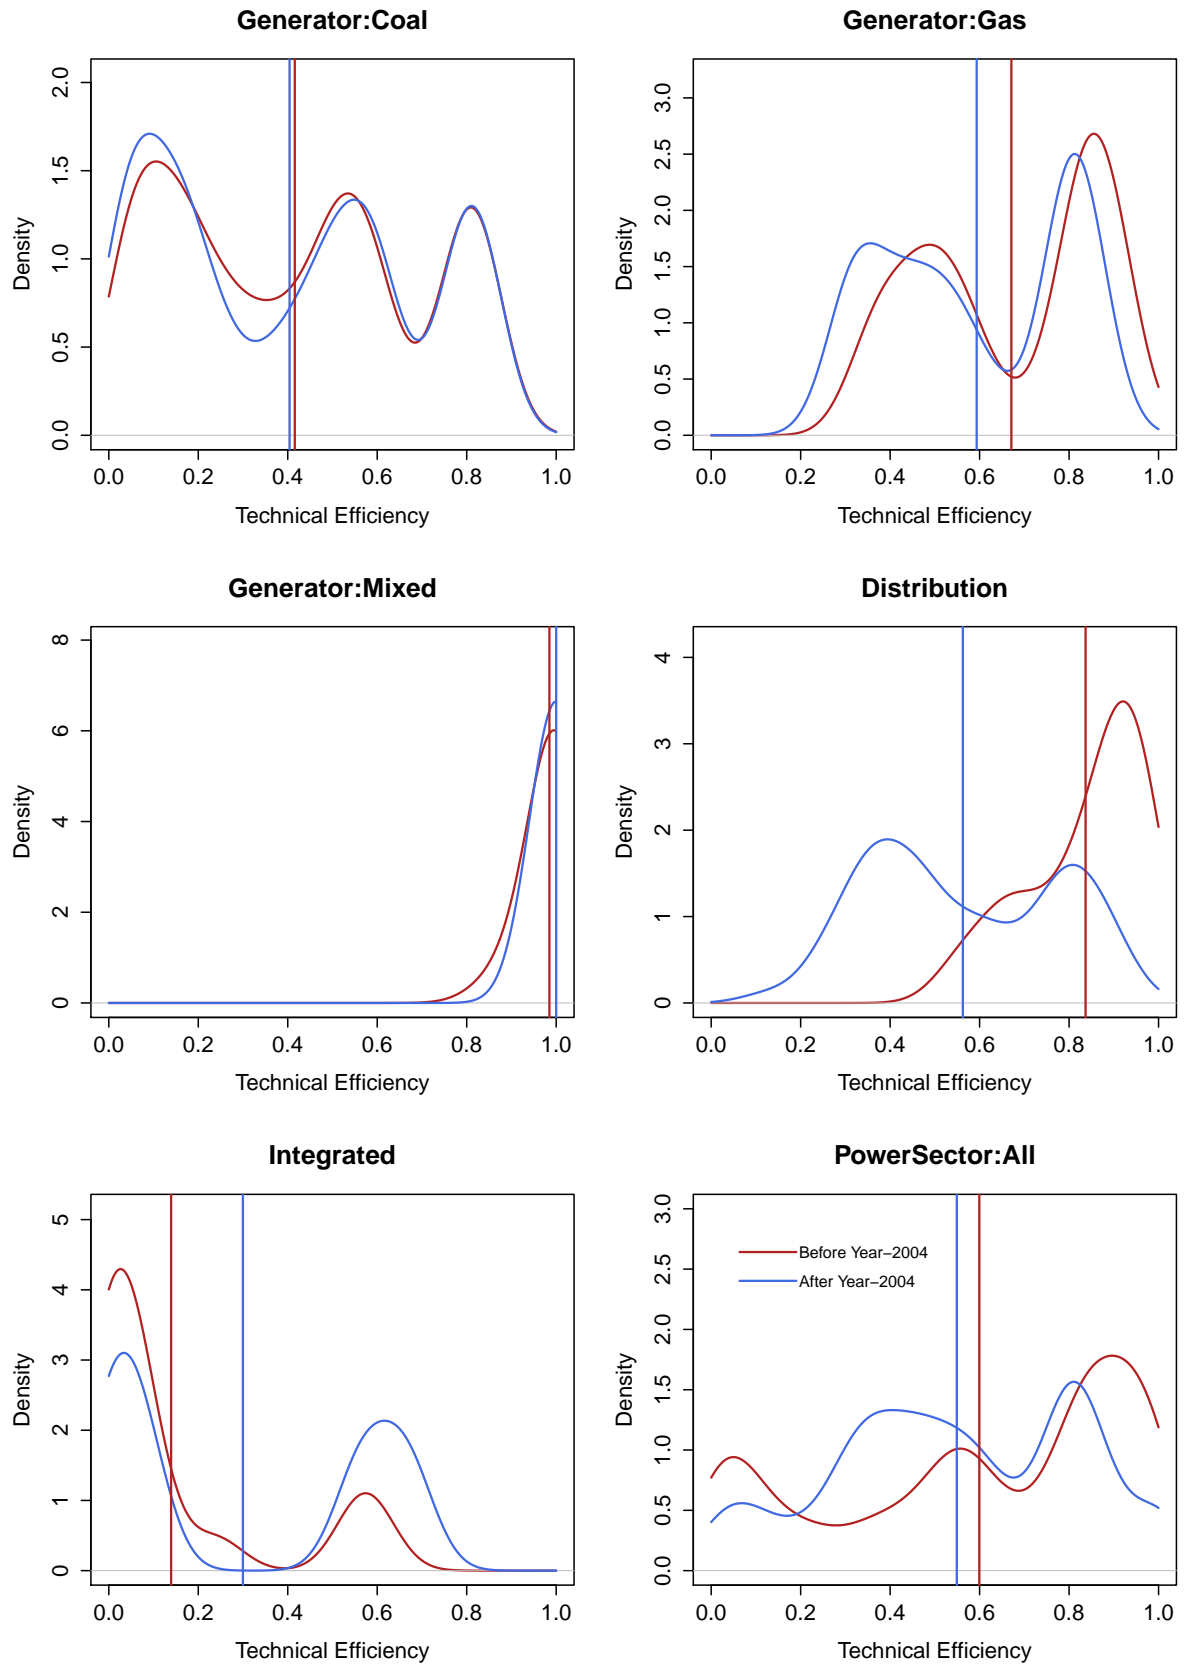 Generator:Coal
Density
0.0 0.5 1.0 1.5 2.0
0.0 0.2 0.4 0.6 0.8 1.0
Technical Efficiency
Generator:Gas
Density
0.0 0.5 1.0 1.5 2.0 2.5 3.0
0.0 0.2 0.4 0.6 0.8 1.0
Technical Efficiency
Generator:Mixed
Density
0 2 4 6 8
0.0 0.2 0.4 0.6 0.8 1.0
Technical Efficiency
Distribution
Density
0 1 2 3 4
0.0 0.2 0.4 0.6 0.8 1.0
Technical Efficiency
Integrated
Density
0 1 2 3 4 5
0.0 0.2 0.4 0.6 0.8 1.0
Technical Efficiency
PowerSector:All
Density
0.0 0.5 1.0 1.5 2.0 2.5 3.0
Before Year−2004
After Year−2004
0.0 0.2 0.4 0.6 0.8 1.0
Technical Efficiency